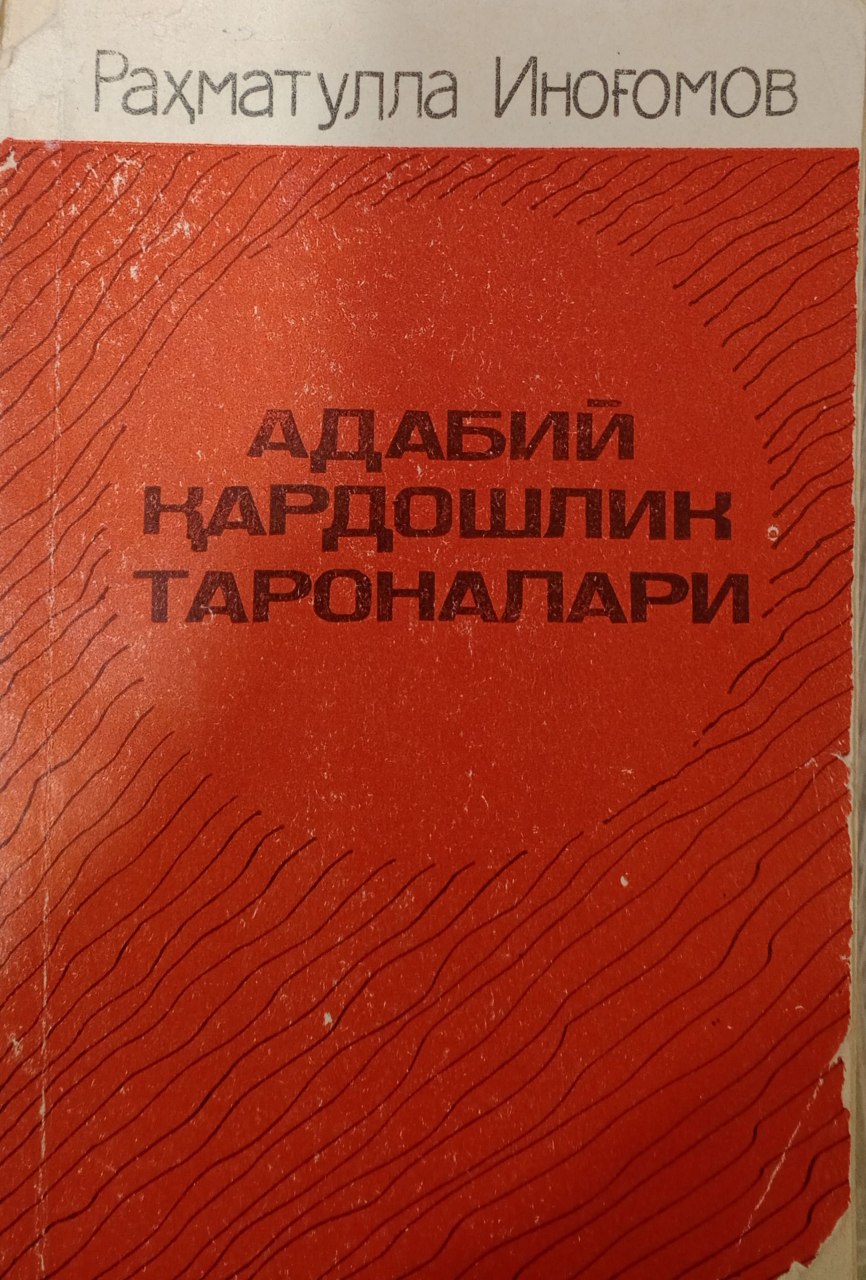 Раҳматулла Иноғомов
АДАБИЙ
ҚАРДОШЛИК
ТАРОНАЛАРИ